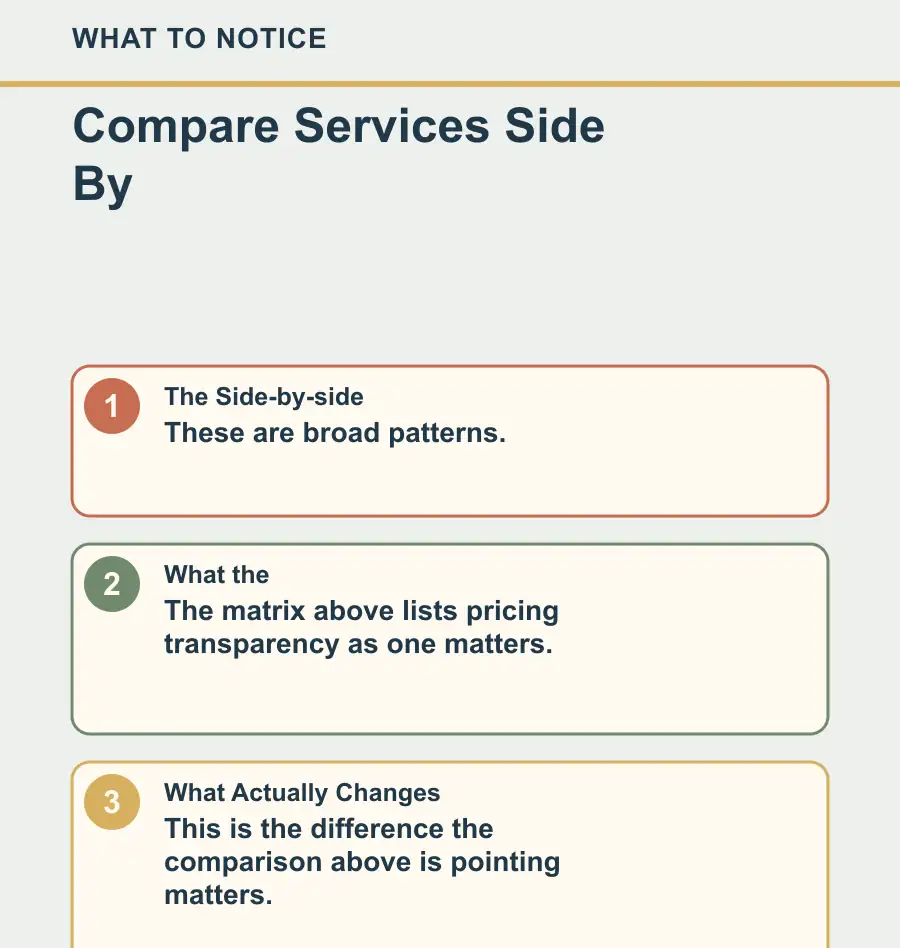 WHAT TO NOTICE
Compare Services Side
By
1
The Side-by-side
These are broad patterns.
2
What the
The matrix above lists pricing
transparency as one matters.
3
What Actually Changes
This is the difference the
comparison above is pointing
matters.